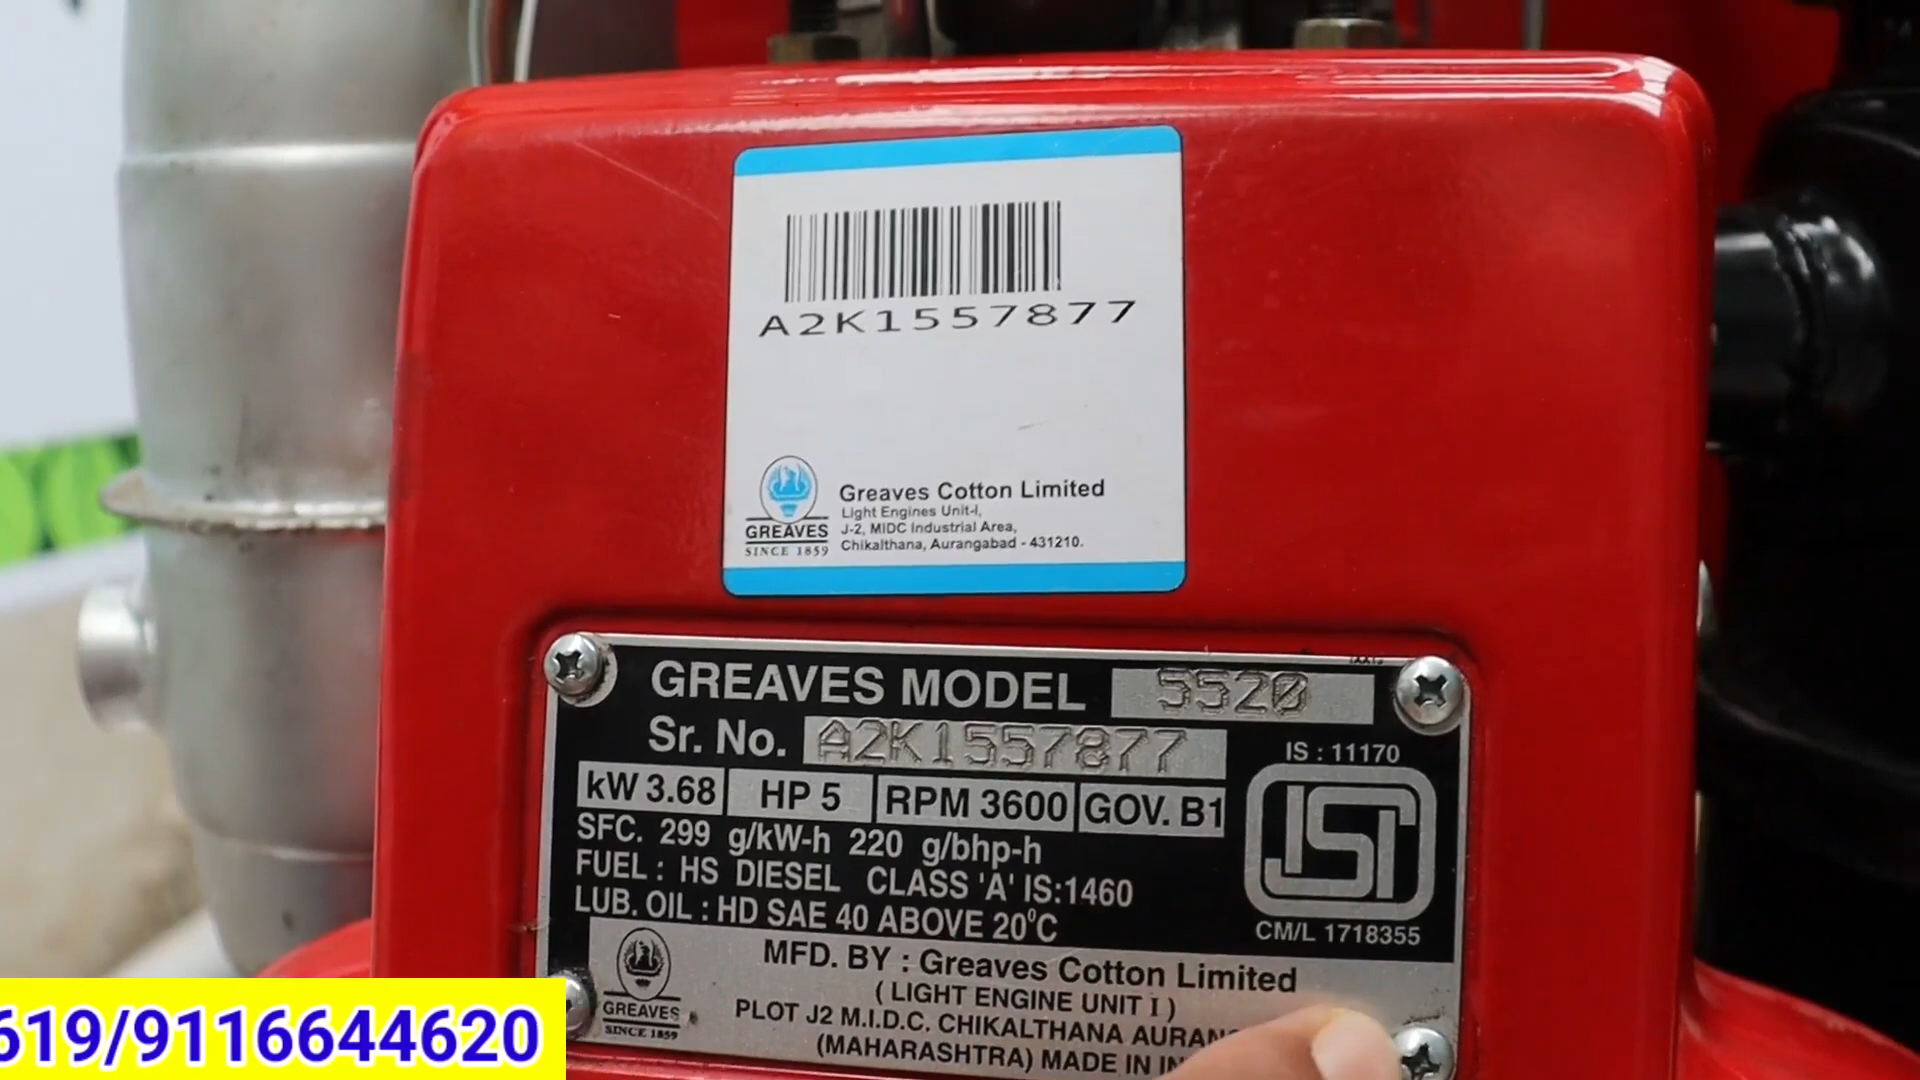 A2K1557877
GREAVES
SINCE 1859
Greaves Cotton Limited
Light Engines Unit-I,
J-2, MIDC Industrial Area,
Chikalthana, Aurangabad - 431210.
GREAVES MODEL 5520
Sr. No. A2K1557877
IS : 11170
kW 3.68 HP 5 RPM 3600 GOV. B1
SFC. 299 g/kW-h 220 g/bhp-h
FUEL : HS DIESEL CLASS 'A' IS:1460
LUB. OIL : HD SAE 40 ABOVE 20°C
ISI
CM/L 1718355
GREAVES
SINCE 1859
MFD. BY : Greaves Cotton Limited
( LIGHT ENGINE UNIT I )
PLOT J2 M.I.D.C. CHIKALTHANA
(MAHARASHTRA) MADE IN
619/9116644620